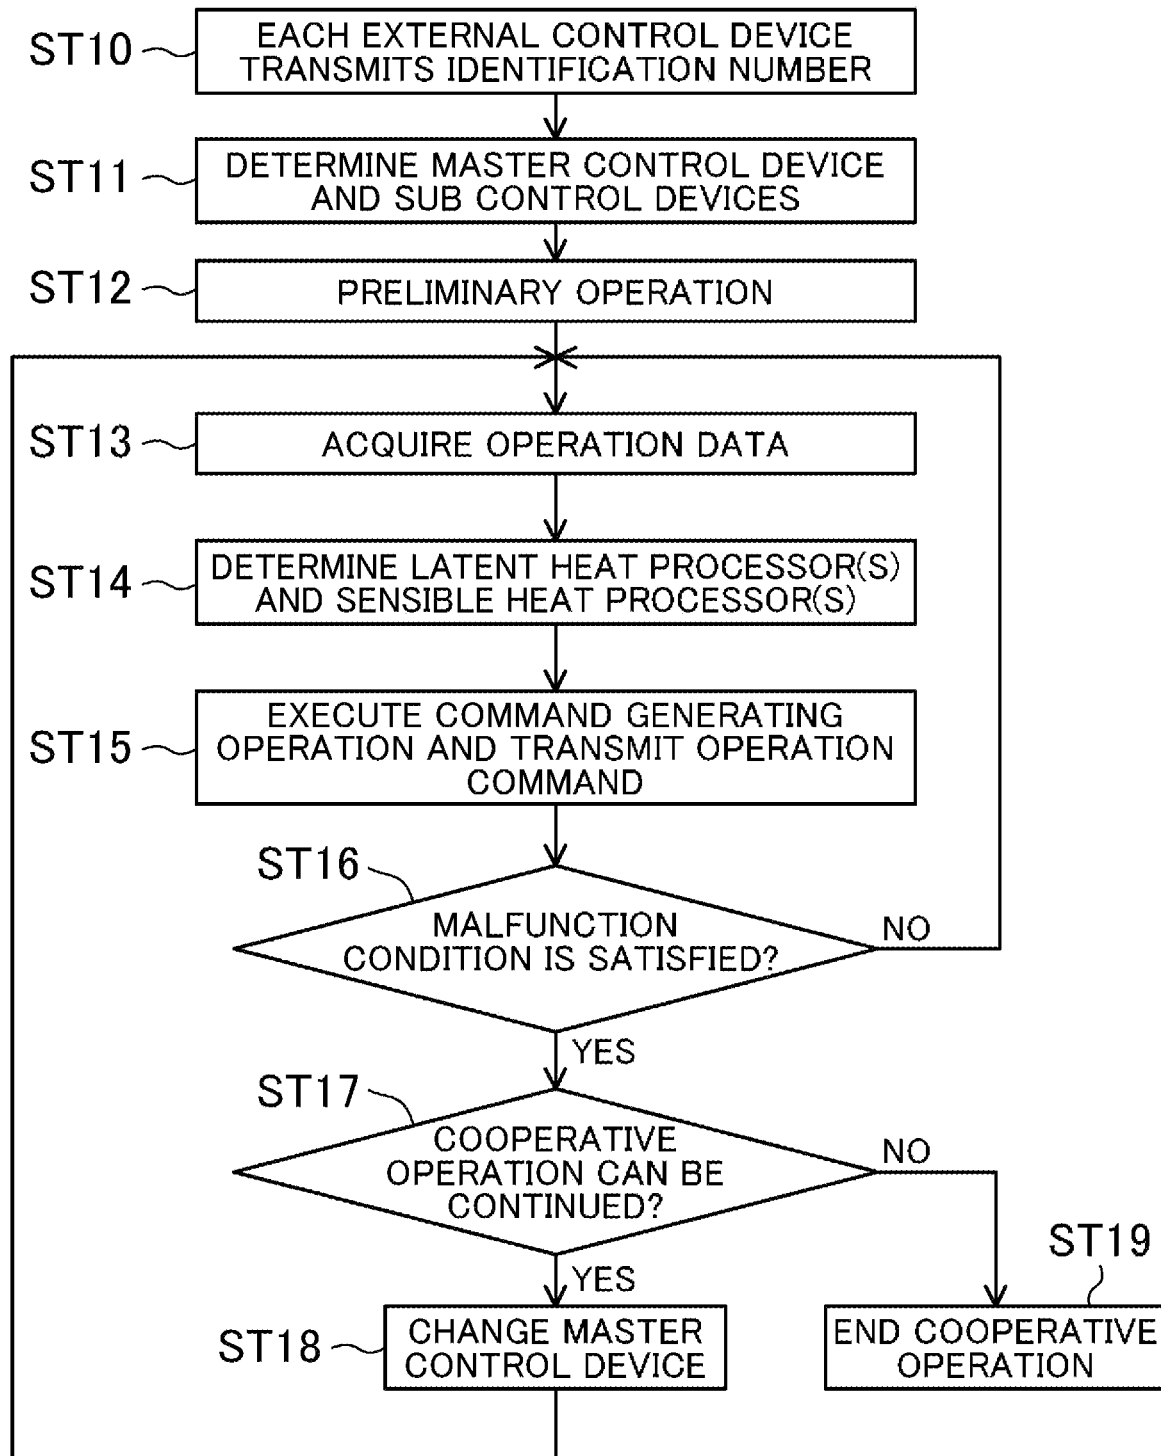 ST10
EACH EXTERNAL CONTROL DEVICE
TRANSMITS IDENTIFICATION NUMBER
ST11
DETERMINE MASTER CONTROL DEVICE
AND SUB CONTROL DEVICES
ST12
PRELIMINARY OPERATION
ST13
ACQUIRE OPERATION DATA
ST14
DETERMINE LATENT HEAT PROCESSOR(S)
AND SENSIBLE HEAT PROCESSOR(S)
ST15
EXECUTE COMMAND GENERATING
OPERATION AND TRANSMIT OPERATION
COMMAND
ST16
MALFUNCTION
CONDITION IS SATISFIED?
NO
YES
ST17
COOPERATIVE
OPERATION CAN BE
CONTINUED?
NO
YES
ST18
CHANGE MASTER
CONTROL DEVICE
ST19
END COOPERATIVE
OPERATION